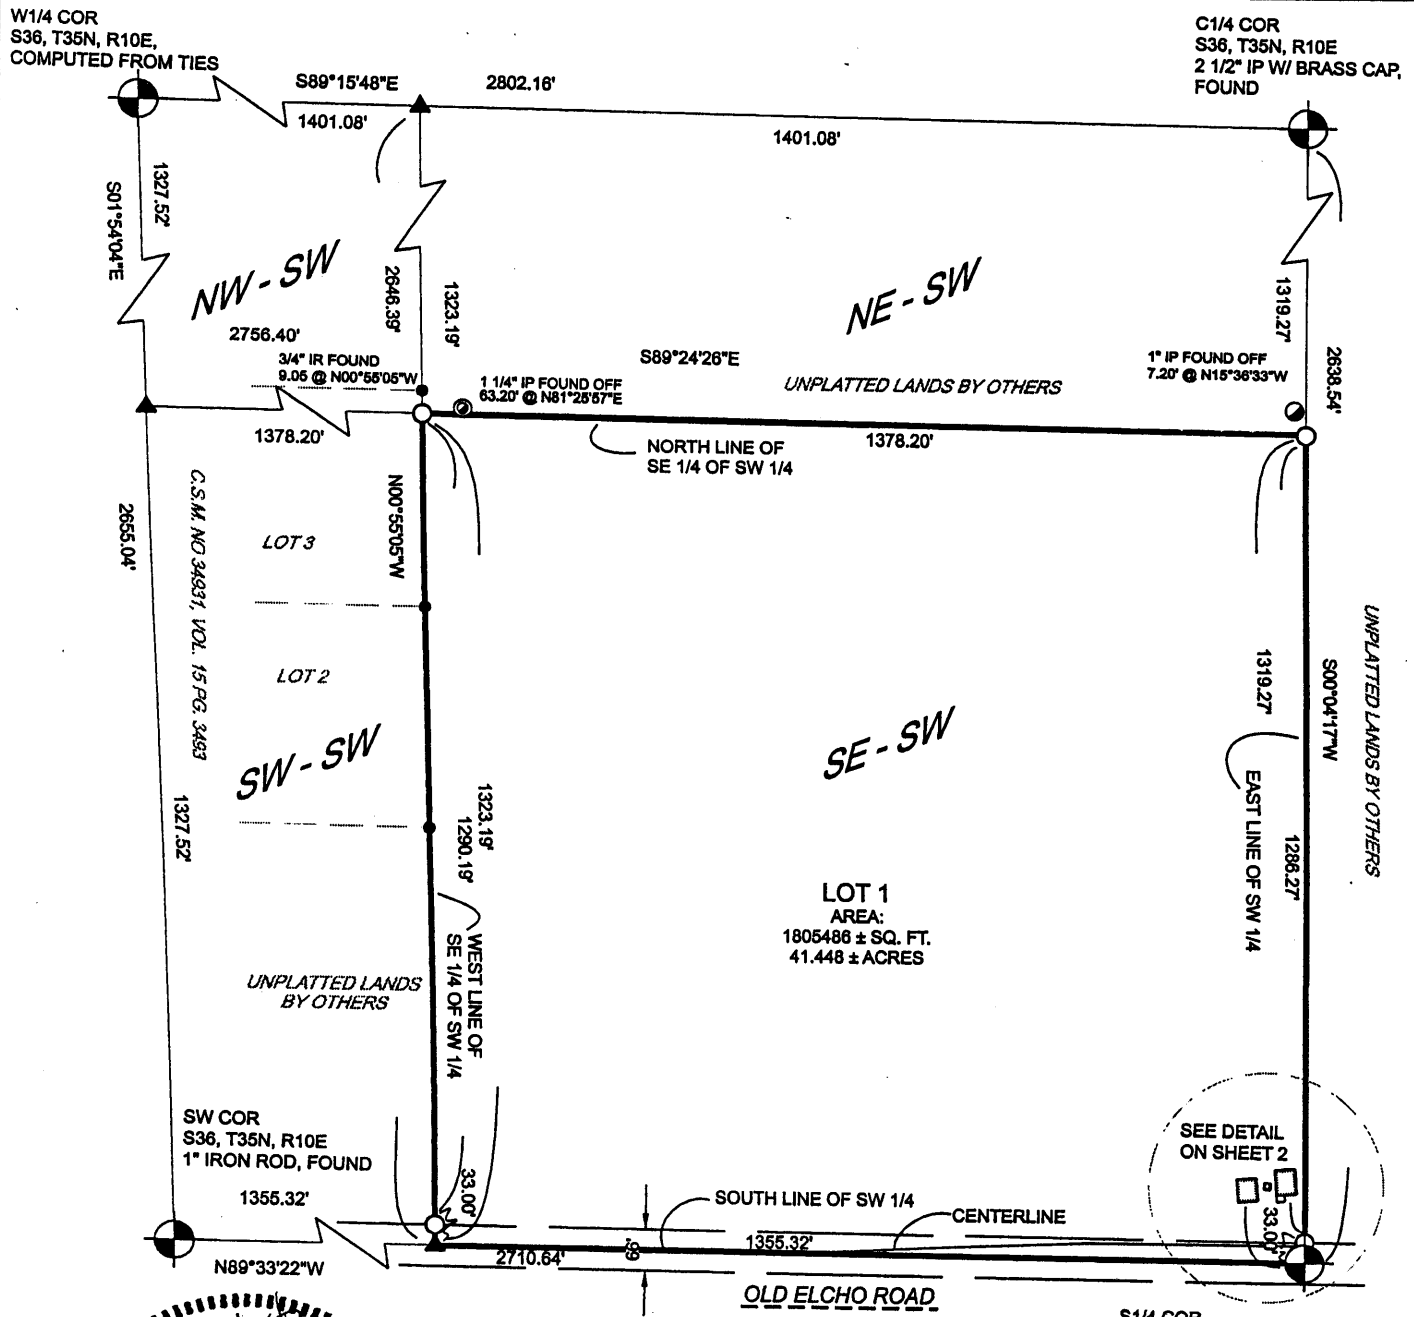 W1/4 COR
S36, T35N, R10E,
COMPUTED FROM TIES
C1/4 COR
S36, T35N, R10E
2 1/2" IP W/ BRASS CAP,
FOUND
S89°15'48"E
2802.16'
1401.08'
1401.08'
1327.52'
S01°54'04"E
NW - SW
NE - SW
2646.39'
1323.19'
1319.27'
2638.54'
2756.40'
3/4" IR FOUND
9.05 @ N00°55'05"W
1 1/4" IP FOUND OFF
63.20' @ N81°25'57"E
S89°24'26"E
UNPLATTED LANDS BY OTHERS
1" IP FOUND OFF
7.20' @ N15°36'33"W
1378.20'
NORTH LINE OF
SE 1/4 OF SW 1/4
1378.20'
2655.04'
C.S.M. NO 34931, VOL. 15 PG. 3493
LOT 3
N00°55'05"W
LOT 2
SW - SW
SE - SW
1327.52'
1323.19'
1290.19'
1319.27'
S00°04'17"W
UNPLATTED LANDS BY OTHERS
EAST LINE OF SW 1/4
1286.27'
LOT 1
AREA:
1805486 ± SQ. FT.
41.448 ± ACRES
WEST LINE OF
SE 1/4 OF SW 1/4
UNPLATTED LANDS
BY OTHERS
SW COR
S36, T35N, R10E
1" IRON ROD, FOUND
1355.32'
33.00'
SEE DETAIL
ON SHEET 2
33.00'
SOUTH LINE OF SW 1/4
CENTERLINE
N89°33'22"W
2710.64'
66'
1355.32'
OLD ELCHO ROAD
S1/4 COR